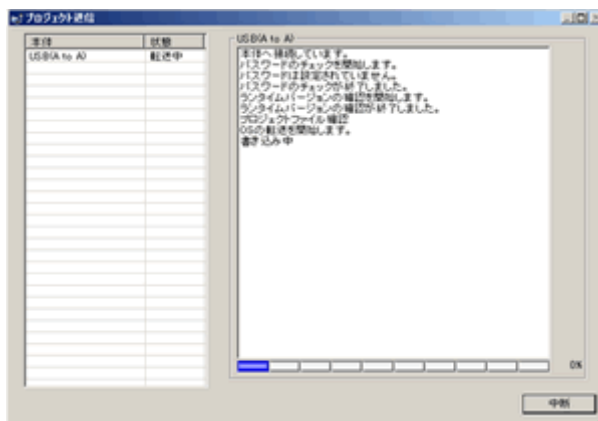 プロジェクト送信
本体 状態
USB(A to A) 転送中
USB(A to A)
本体へ接続しています。
パスワードのチェックを開始します。
パスワードは設定されていません。
パスワードのチェックが終了しました。
ランタイムバージョンの確認を開始します。
ランタイムバージョンの確認が終了しました。
プロジェクトファイル確認
OSの転送を開始します。
書き込み中
0%
中断